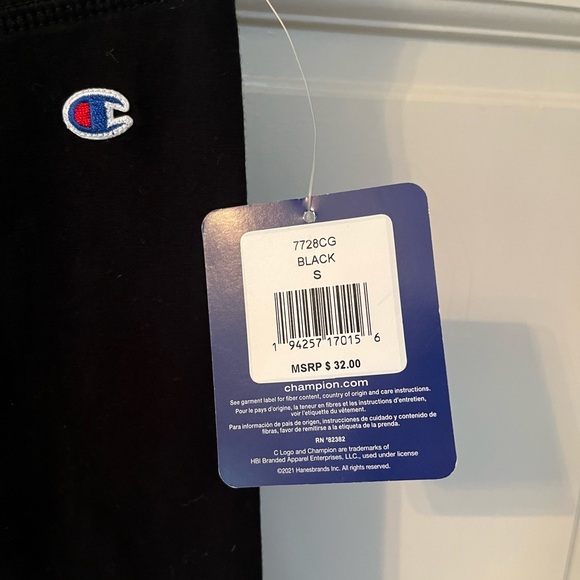 7728CG
BLACK
S
1 94257 17015 6
MSRP $ 32.00
champion.com
See garment label for fiber content, country of origin and care instructions.
Pour le pays d'origine, la teneur en fibres et les instructions d'entretien,
voir l'etiquette du vêtement.
Para información de país de origen, instrucciones de cuidado y contenido de
fibras, favor de remitirse a la etiqueta de la prenda.
RN *82382
C Logo and Champion are trademarks of
HBI Branded Apparel Enterprises, LLC., used under license
©2021 Hanesbrands Inc. All rights reserved.